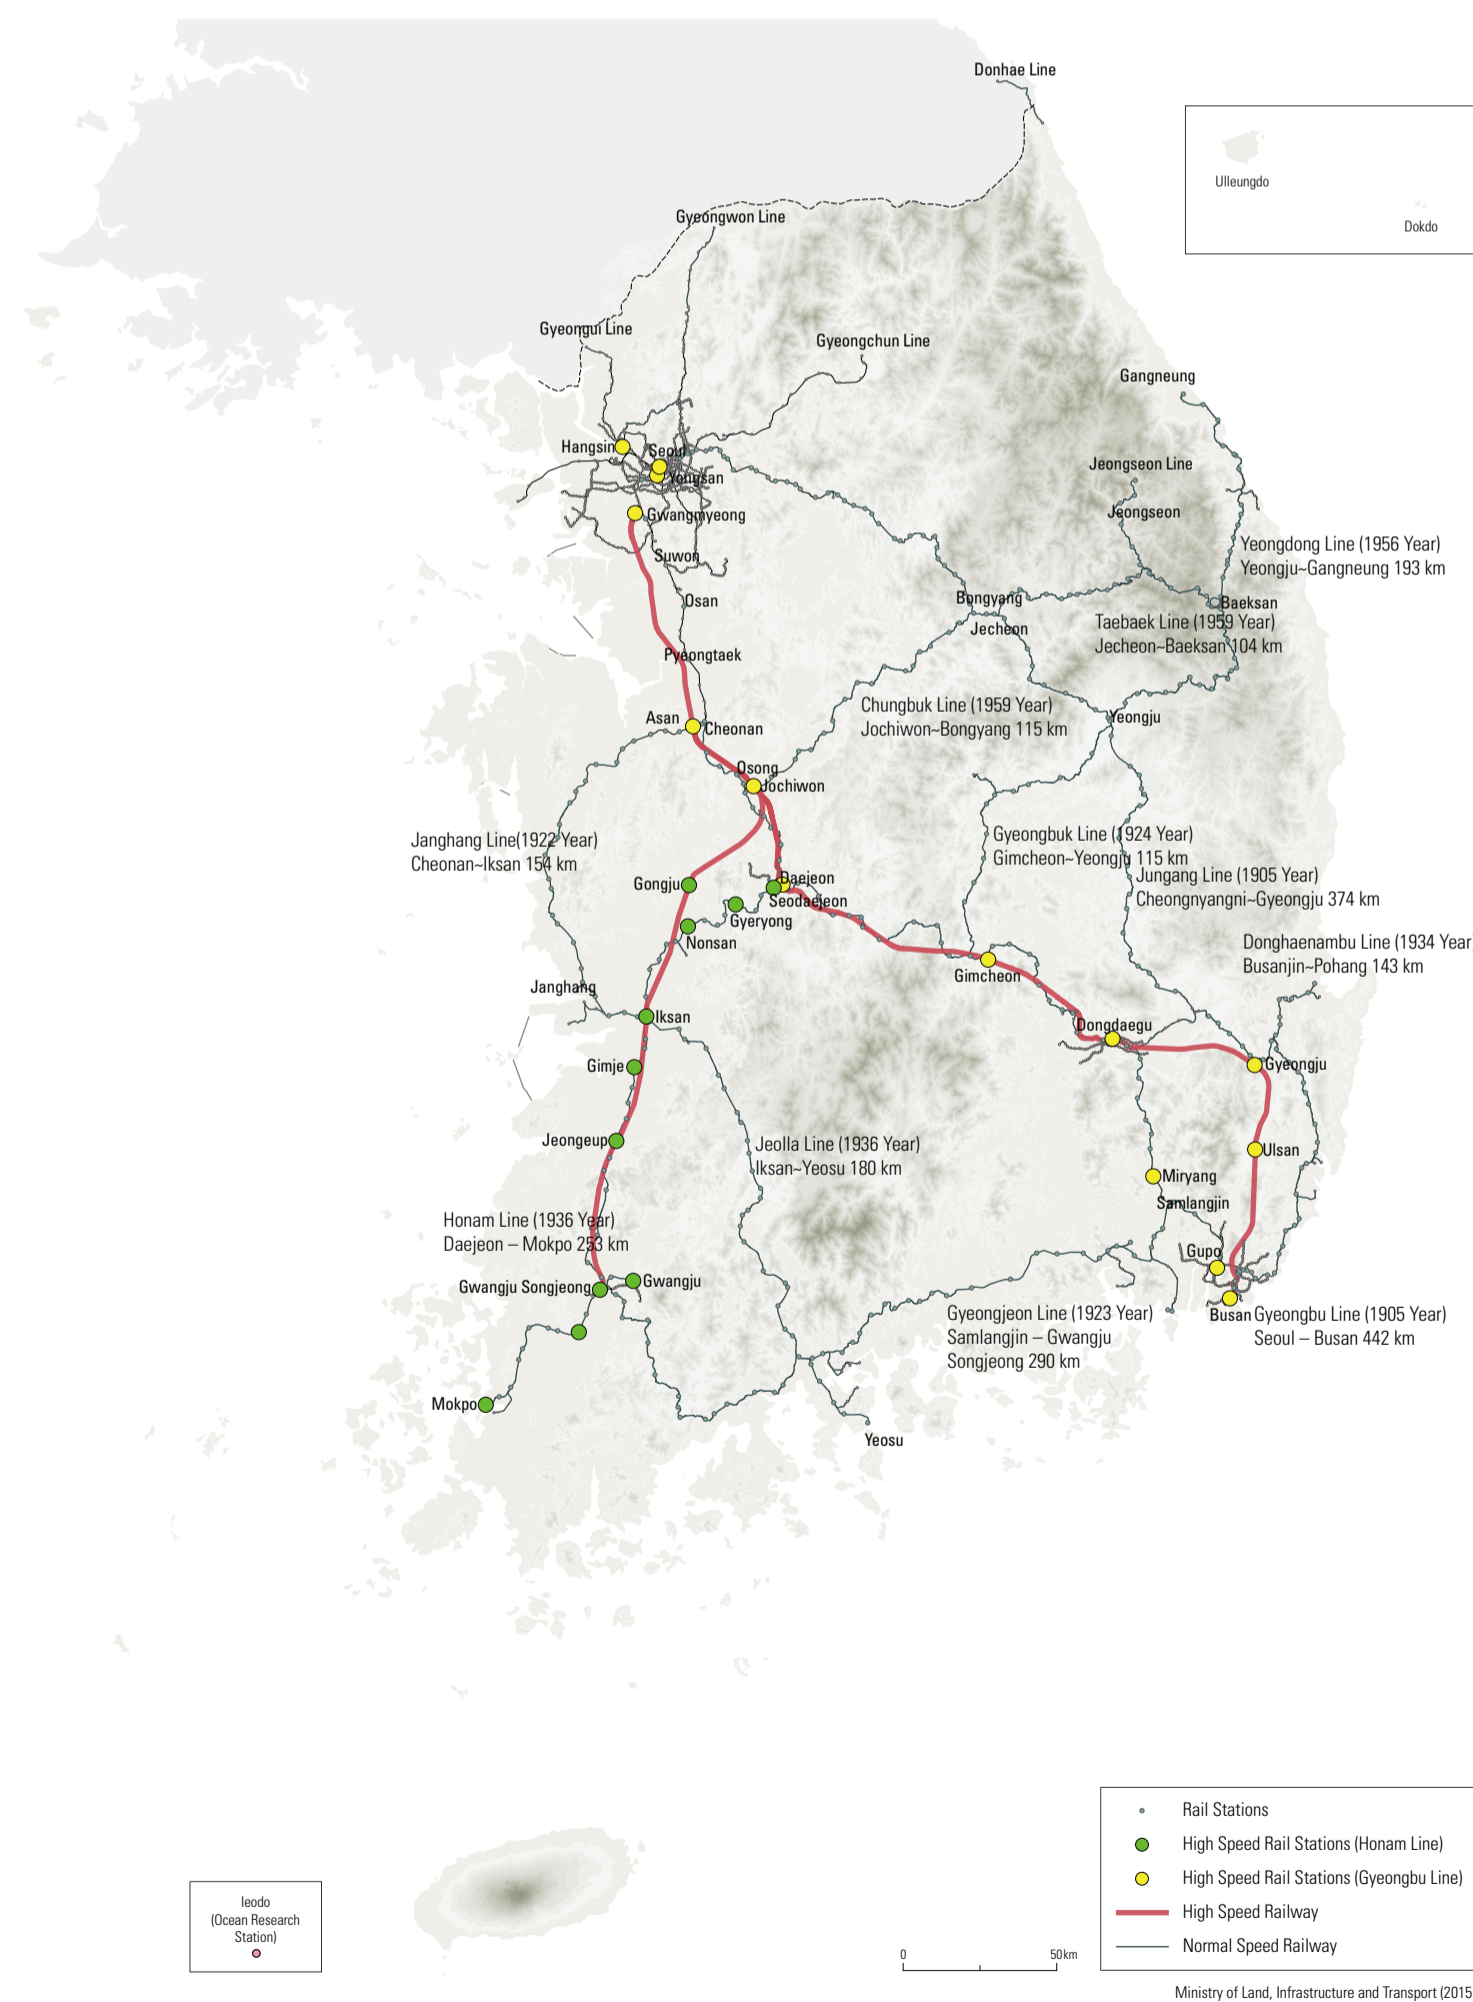 Donhae Line
Ulleungdo
Dokdo
Gyeongwon Line
Gyeongui Line
Gyeongchun Line
Gangneung
Hangsin
Seoul
Yongsan
Jeongseon Line
Jeongseon
Gwangmyeong
Suwon
Yeongdong Line (1956 Year)
Yeongju~Gangneung 193 km
Osan
Bongyang
Baeksan
Jecheon
Taebaek Line (1959 Year)
Jecheon~Baeksan 104 km
Pyeongtaek
Asan
Cheonan
Chungbuk Line (1959 Year)
Jochiwon~Bongyang 115 km
Yeongju
Osong
Jochiwon
Janghang Line(1922 Year)
Cheonan~Iksan 154 km
Gyeongbuk Line (1924 Year)
Gimcheon~Yeongju 115 km
Gongju
Daejeon
Seodaejeon
Jungang Line (1905 Year)
Cheongnyangni~Gyeongju 374 km
Gyeryong
Nonsan
Donghaenambu Line (1934 Year
Busanjin~Pohang 143 km
Gimcheon
Janghang
Iksan
Dongdaegu
Gimje
Gyeongju
Jeongeup
Jeolla Line (1936 Year)
Iksan~Yeosu 180 km
Ulsan
Miryang
Samlangjin
Honam Line (1936 Year)
Daejeon – Mokpo 253 km
Gupo
Gwangju Songjeong
Gwangju
Busan
Gyeongbu Line (1905 Year)
Seoul – Busan 442 km
Gyeongjeon Line (1923 Year)
Samlangjin – Gwangju
Songjeong 290 km
Mokpo
Yeosu
Rail Stations
High Speed Rail Stations (Honam Line)
High Speed Rail Stations (Gyeongbu Line)
High Speed Railway
Normal Speed Railway
Ieodo
(Ocean Research
Station)
0 50km
Ministry of Land, Infrastructure and Transport (2015